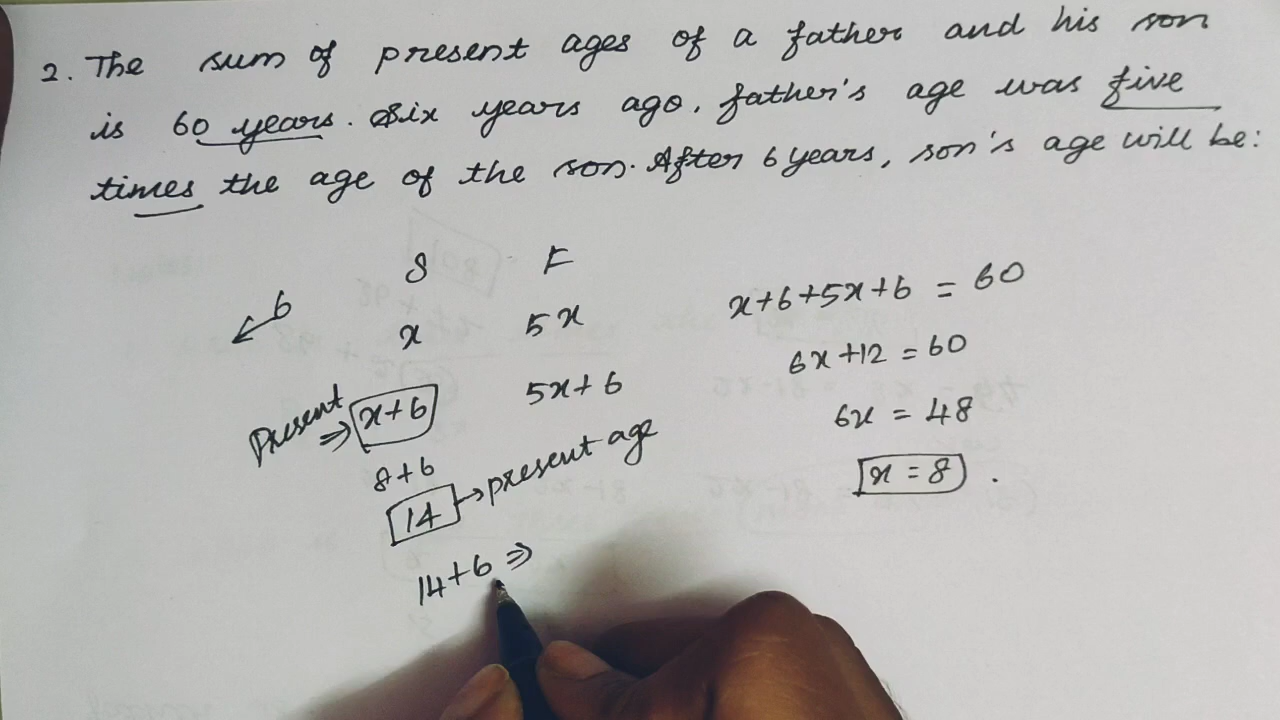 2. The sum of present ages of a father and his son
is 60 years. Six years ago, father's age was five
times the age of the son. After 6 years, son's age will be:
S F
6
x 5x
Present ⇒ x+6 5x+6
8+6
14 → present age
14+6 ⇒
x+6+5x+6 = 60
6x+12 = 60
6x = 48
x = 8.